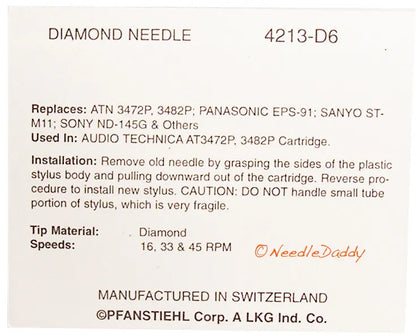 DIAMOND NEEDLE 4213-D6
Replaces: ATN 3472P, 3482P; PANASONIC EPS-91; SANYO ST-
M11; SONY ND-145G & Others
Used In: AUDIO TECHNICA AT3472P, 3482P Cartridge.
Installation: Remove old needle by grasping the sides of the plastic
stylus body and pulling downward out of the cartridge. Reverse pro-
cedure to install new stylus. CAUTION: DO NOT handle small tube
portion of stylus, which is very fragile.
Tip Material: Diamond
Speeds: 16, 33 & 45 RPM
©NeedleDaddy
MANUFACTURED IN SWITZERLAND
©PFANSTIEHL Corp. A LKG Ind. Co.